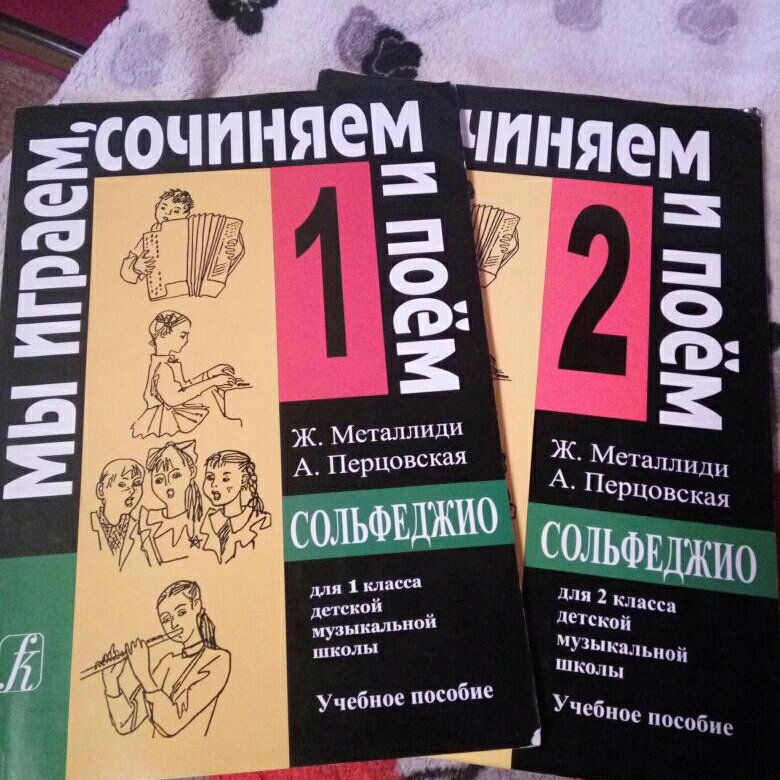 Мы играем,
сочиняем
и поём
1
Ж. Металлиди
А. Перцовская
СОЛЬФЕДЖИО
для 1 класса
детской
музыкальной
школы
Учебное пособие
чиняем
и поём
2
Ж. Металлиди
А. Перцовская
СОЛЬФЕДЖИО
для 2 класса
детской
музыкальной
школы
Учебное пособие